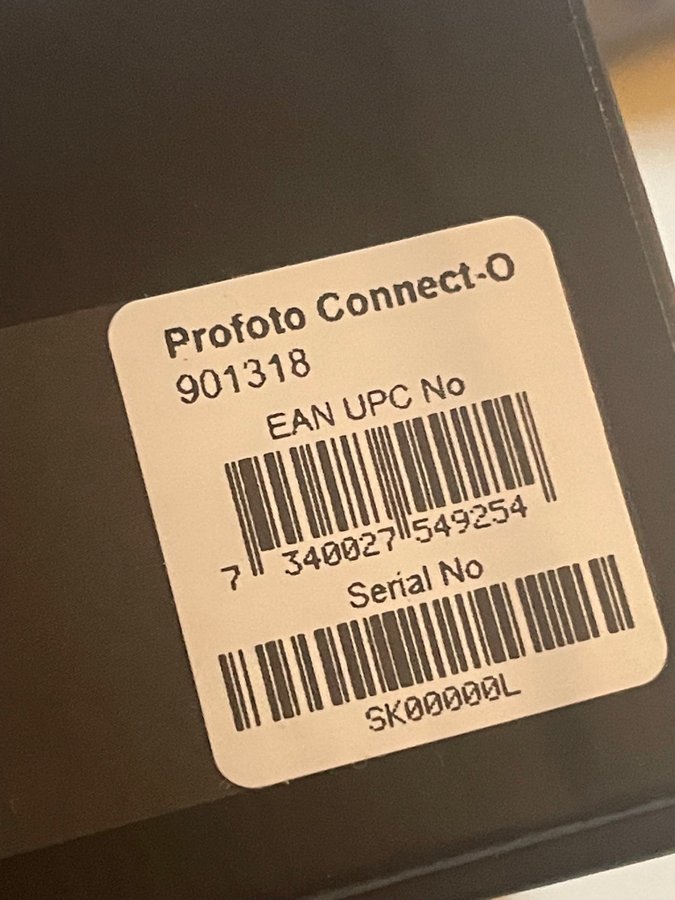 Profoto Connect-O
901318
EAN UPC No
7 340027 549254
Serial No
SK00000L